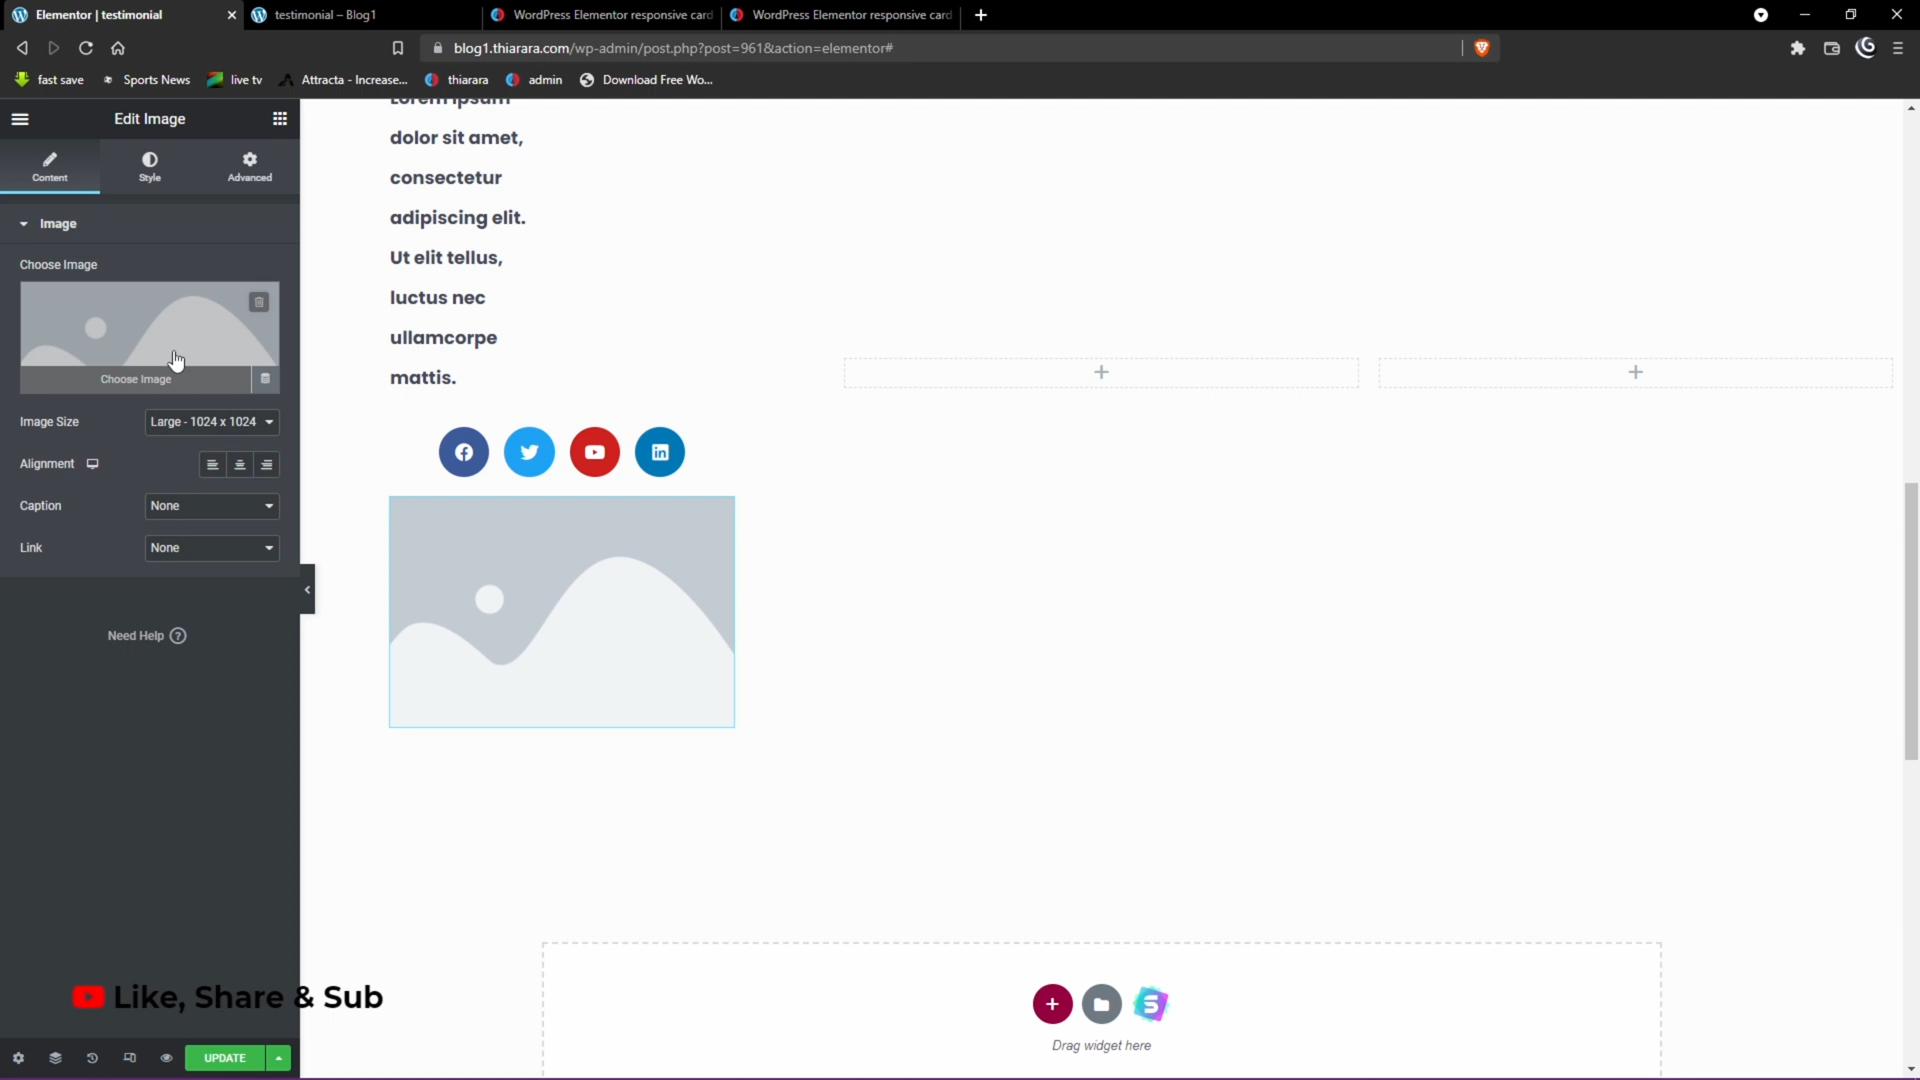 Elementor | testimonial
testimonial – Blog1
WordPress Elementor responsive card
WordPress Elementor responsive card
blog1.thiarara.com/wp-admin/post.php?post=961&action=elementor#
fast save
Sports News
live tv
Attracta - Increase...
thiarara
admin
Download Free Wo...
Edit Image
Content
Style
Advanced
Image
Choose Image
Choose Image
Image Size
Large - 1024 x 1024
Alignment
Caption
None
Link
None
Need Help ?
Lorem ipsum
dolor sit amet,
consectetur
adipiscing elit.
Ut elit tellus,
luctus nec
ullamcorpe
mattis.
Like, Share & Sub
Drag widget here
UPDATE